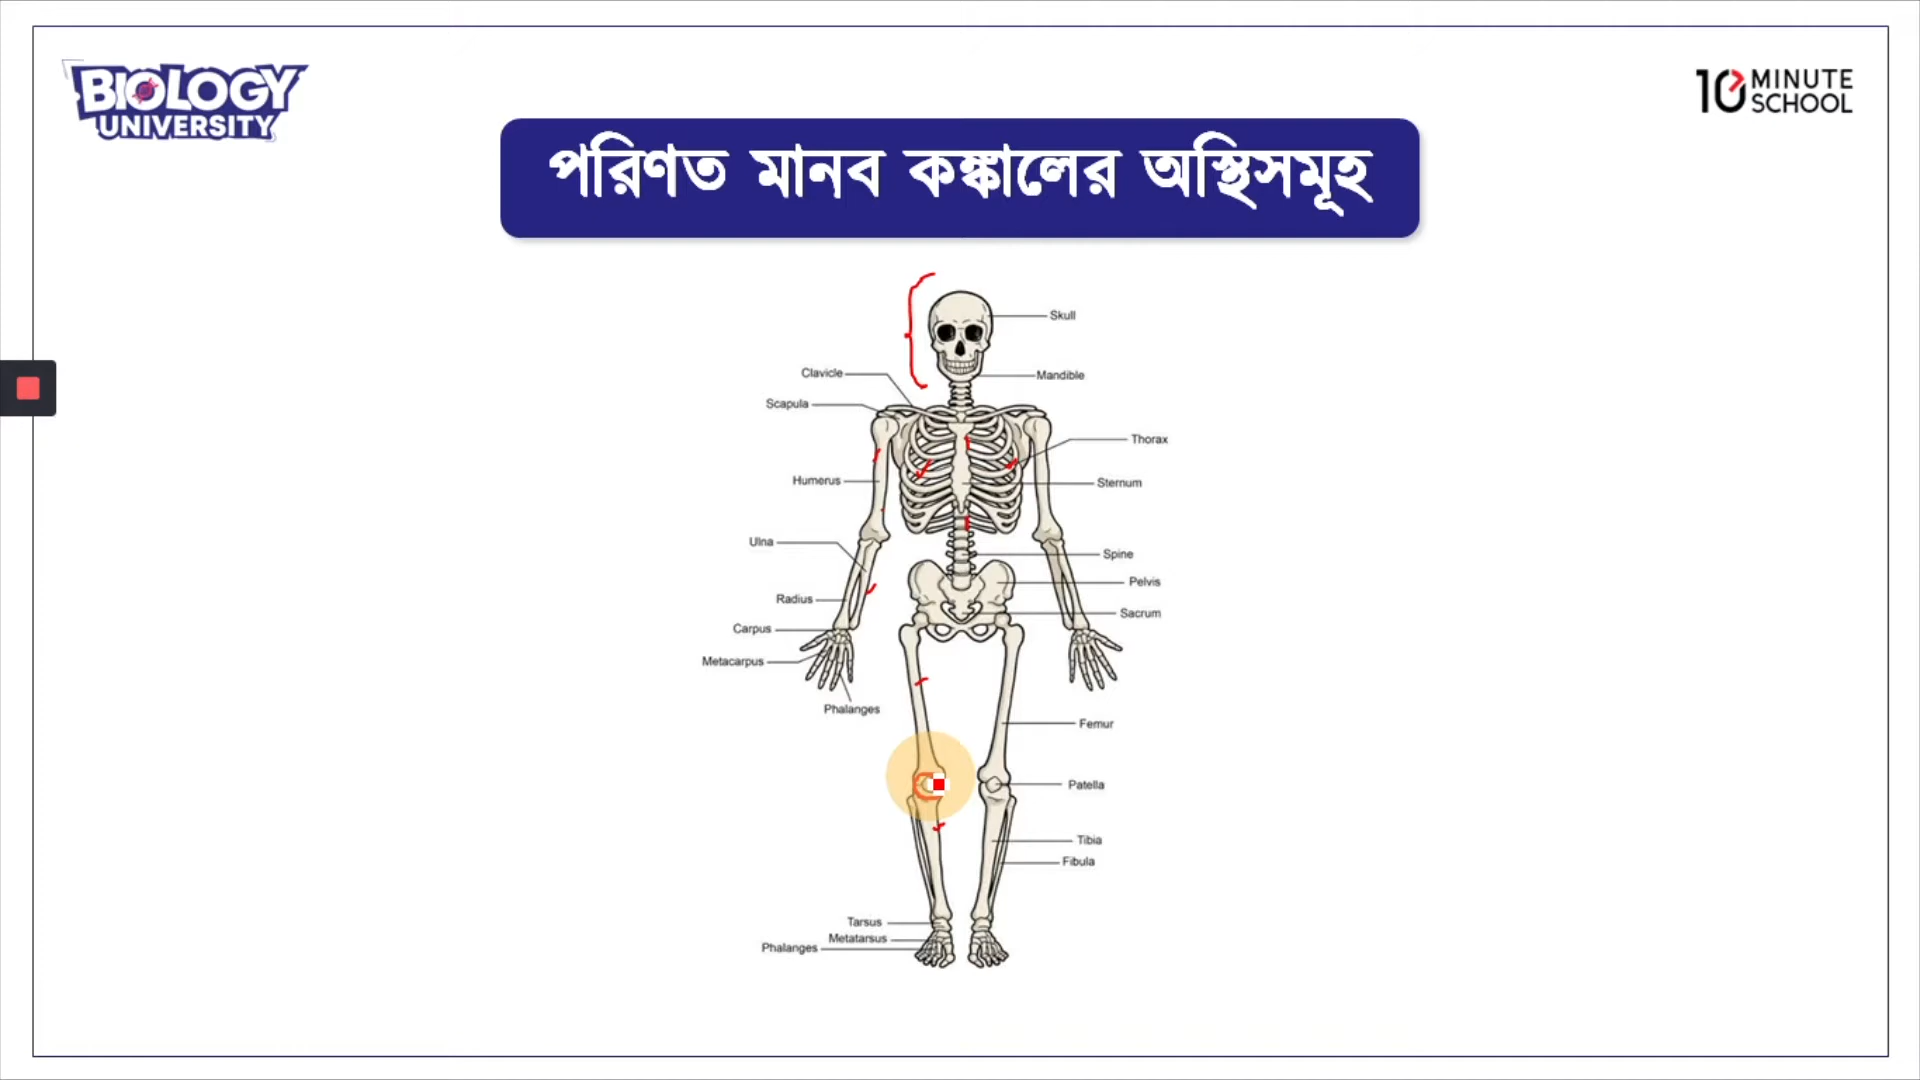 BIOLOGY
UNIVERSITY
10 MINUTE
SCHOOL
পরিণত মানব কঙ্কালের অস্থিসমূহ
Skull
Clavicle
Mandible
Scapula
Thorax
Humerus
Sternum
Ulna
Spine
Pelvis
Radius
Sacrum
Carpus
Metacarpus
Phalanges
Femur
Patella
Tibia
Fibula
Tarsus
Metatarsus
Phalanges